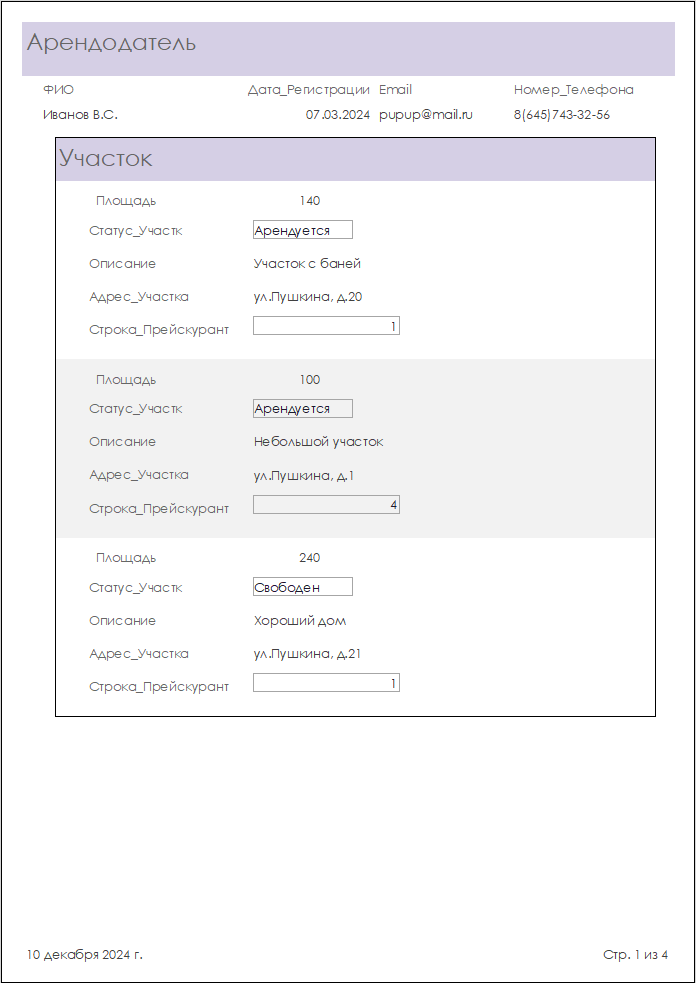 Арендодатель
ФИО Дата_Регистрации Email Номер_Телефона
Иванов В.С. 07.03.2024 pupup@mail.ru 8(645)743-32-56
Участок
Площадь 140
Статус_Участк Арендуется
Описание Участок с баней
Адрес_Участка ул.Пушкина, д.20
Строка_Прейскурант 1
Площадь 100
Статус_Участк Арендуется
Описание Небольшой участок
Адрес_Участка ул.Пушкина, д.1
Строка_Прейскурант 4
Площадь 240
Статус_Участк Свободен
Описание Хороший дом
Адрес_Участка ул.Пушкина, д.21
Строка_Прейскурант 1
10 декабря 2024 г. Стр. 1 из 4